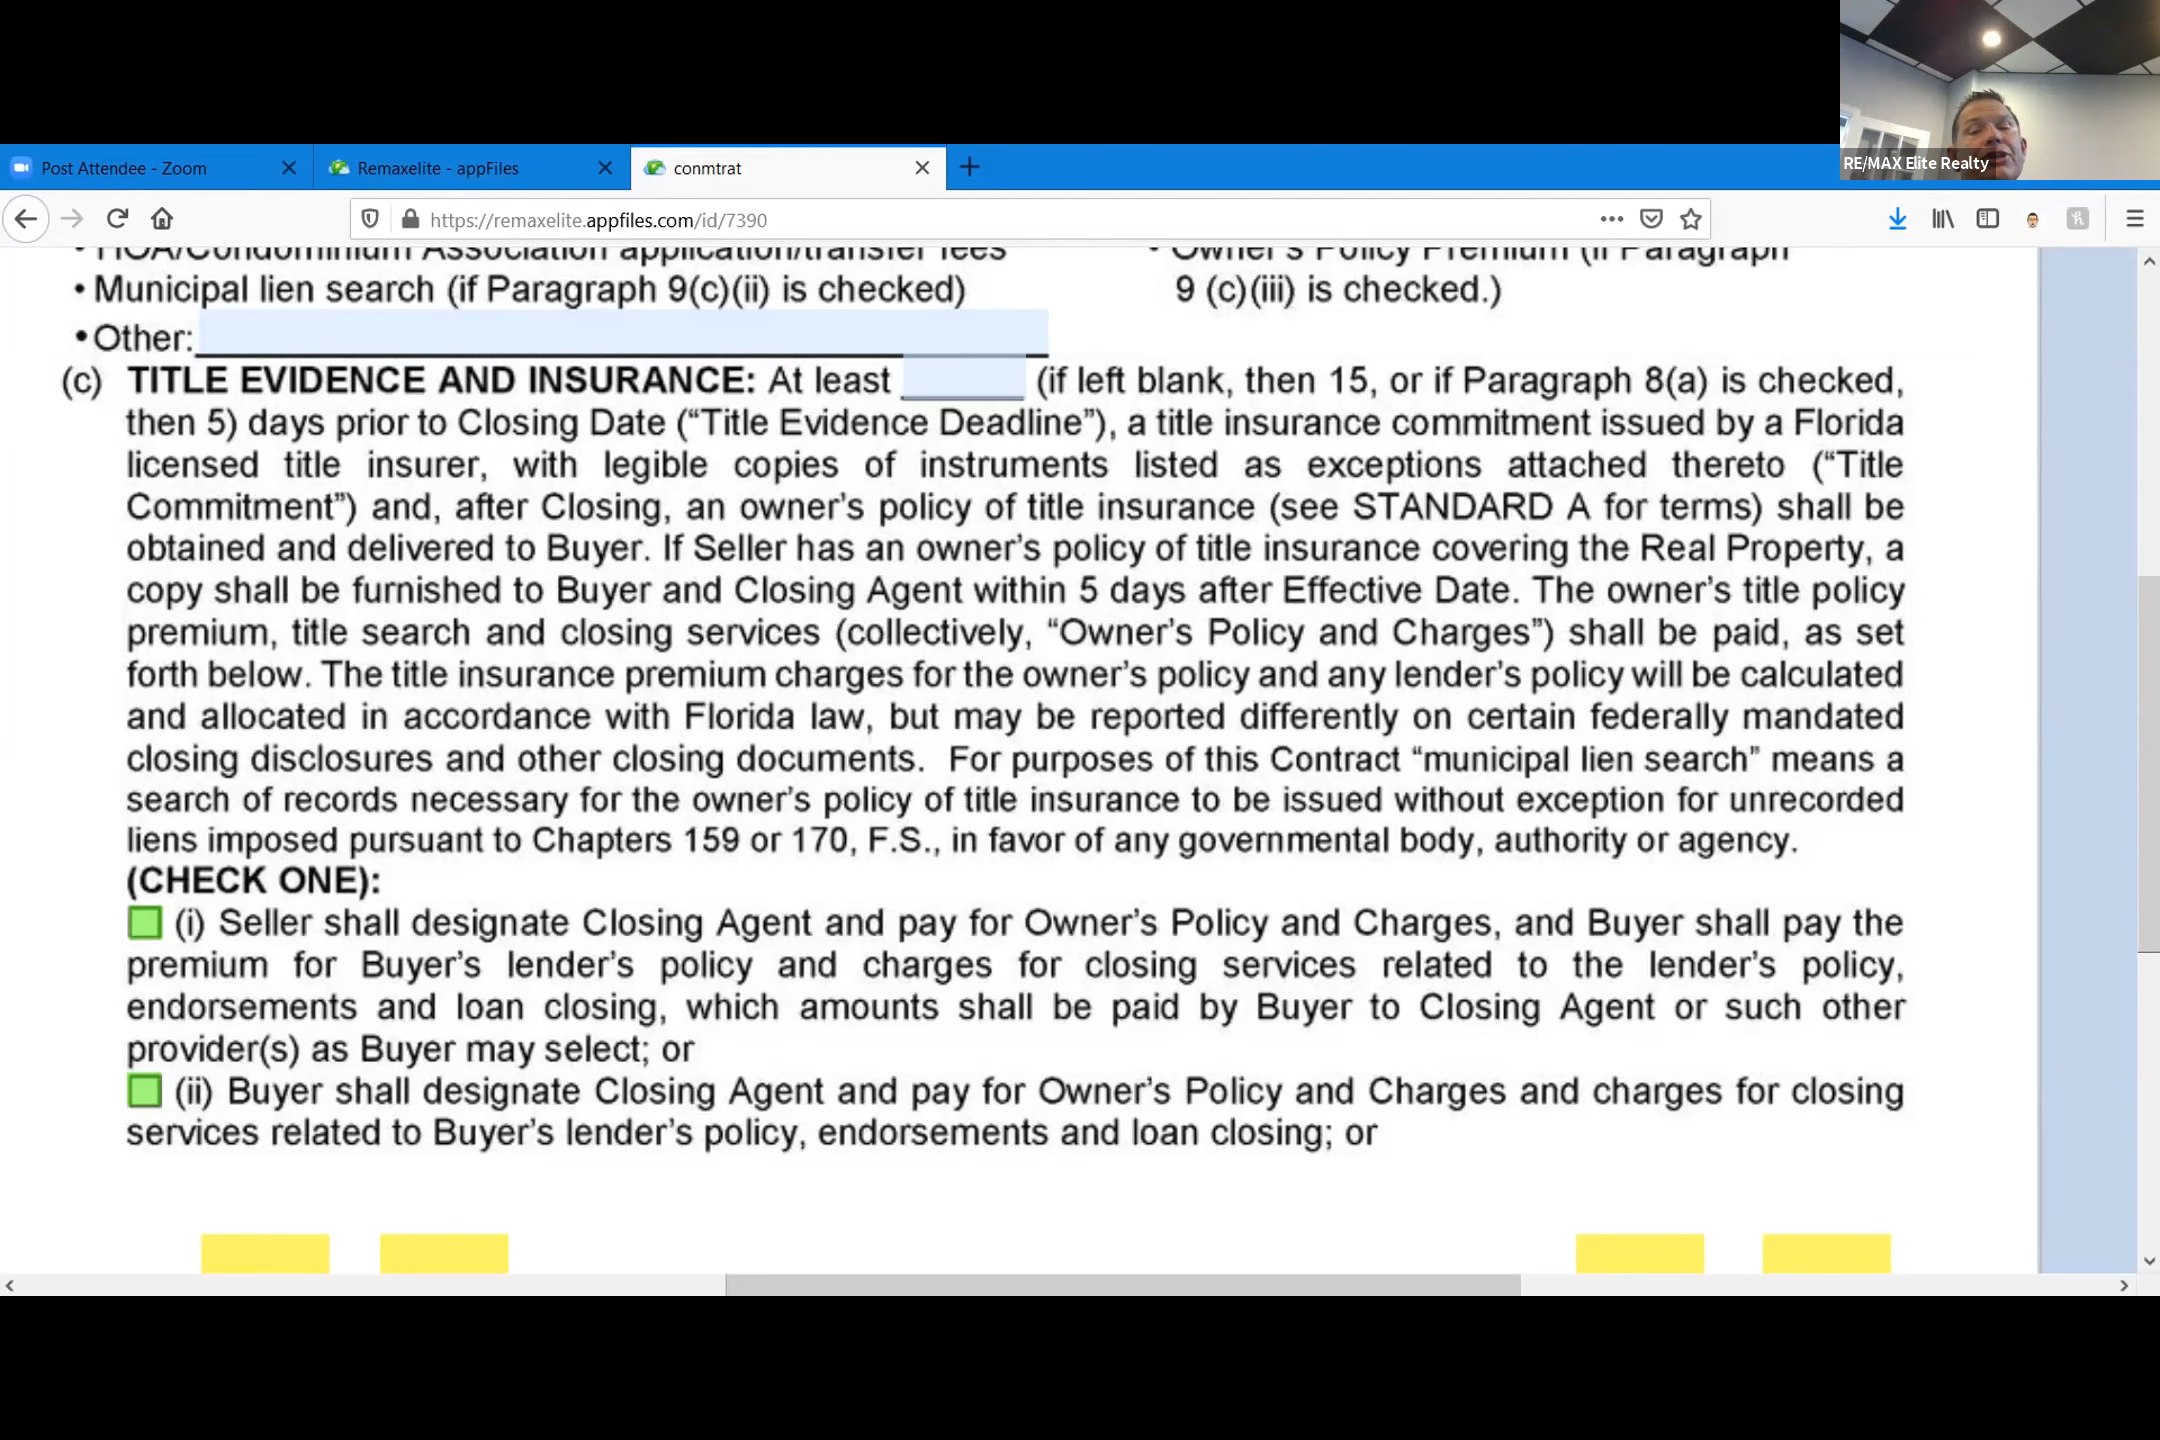 RE/MAX Elite Realty
Post Attendee - Zoom
Remaxelite - appFiles
conmtrat
https://remaxelite.appfiles.com/id/7390
• HOA/Condominium Association application/transfer fees
• Owner's Policy Premium (if Paragraph
• Municipal lien search (if Paragraph 9(c)(ii) is checked)
9 (c)(iii) is checked.)
• Other:
(c) TITLE EVIDENCE AND INSURANCE: At least (if left blank, then 15, or if Paragraph 8(a) is checked,
then 5) days prior to Closing Date (“Title Evidence Deadline”), a title insurance commitment issued by a Florida
licensed title insurer, with legible copies of instruments listed as exceptions attached thereto (“Title
Commitment”) and, after Closing, an owner’s policy of title insurance (see STANDARD A for terms) shall be
obtained and delivered to Buyer. If Seller has an owner’s policy of title insurance covering the Real Property, a
copy shall be furnished to Buyer and Closing Agent within 5 days after Effective Date. The owner’s title policy
premium, title search and closing services (collectively, “Owner’s Policy and Charges”) shall be paid, as set
forth below. The title insurance premium charges for the owner’s policy and any lender’s policy will be calculated
and allocated in accordance with Florida law, but may be reported differently on certain federally mandated
closing disclosures and other closing documents. For purposes of this Contract “municipal lien search” means a
search of records necessary for the owner’s policy of title insurance to be issued without exception for unrecorded
liens imposed pursuant to Chapters 159 or 170, F.S., in favor of any governmental body, authority or agency.
(CHECK ONE):
(i) Seller shall designate Closing Agent and pay for Owner’s Policy and Charges, and Buyer shall pay the
premium for Buyer’s lender’s policy and charges for closing services related to the lender’s policy,
endorsements and loan closing, which amounts shall be paid by Buyer to Closing Agent or such other
provider(s) as Buyer may select; or
(ii) Buyer shall designate Closing Agent and pay for Owner’s Policy and Charges and charges for closing
services related to Buyer’s lender’s policy, endorsements and loan closing; or